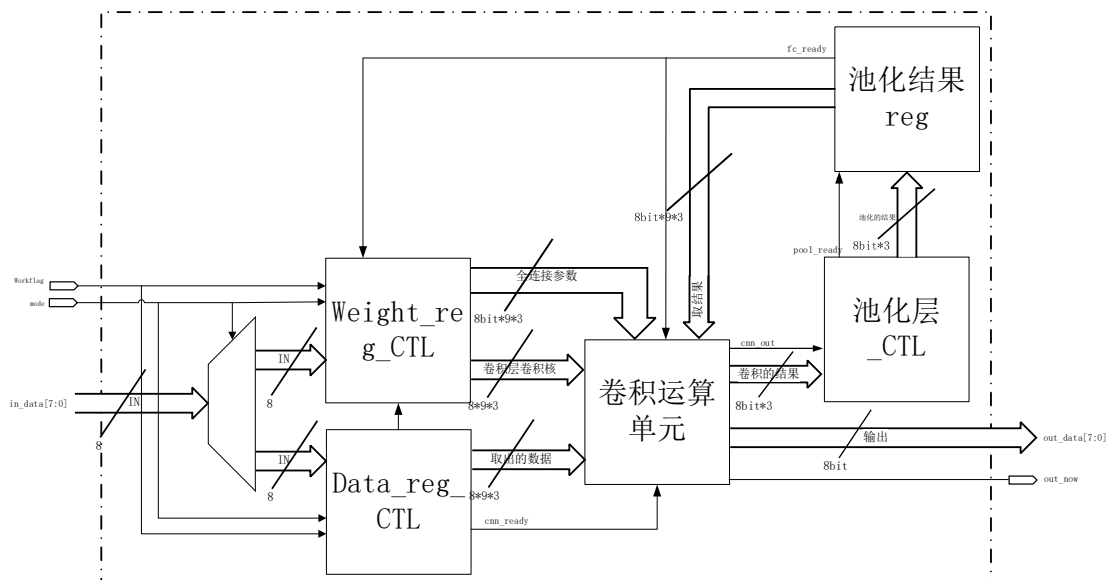 fc_ready
池化结果
reg
8bit*9*3
池化的结果
取结果
pool_ready
8bit*3
全连接参数
Workflag
mode
Weight_re
g_CTL
池化层
_CTL
8bit*9*3
cnn_out
IN
卷积层卷积核
卷积的结果
8
8*9*3
8bit*3
卷积运算
单元
in_data[7:0]
IN
8
输出
out_data[7:0]
IN
取出的数据
8bit
Data_reg_
CTL
8
8*9*3
out_now
cnn_ready